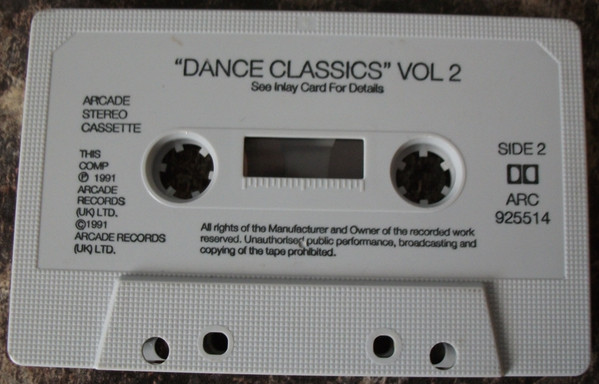 "DANCE CLASSICS" VOL 2
See Inlay Card For Details
ARCADE
STEREO
CASSETTE
THIS
COMP
℗ 1991
ARCADE
RECORDS
(UK) LTD.
©1991
ARCADE RECORDS
(UK) LTD.
SIDE 2
ARC
925514
All rights of the Manufacturer and Owner of the recorded work
reserved. Unauthorised public performance, broadcasting and
copying of the tape prohibited.